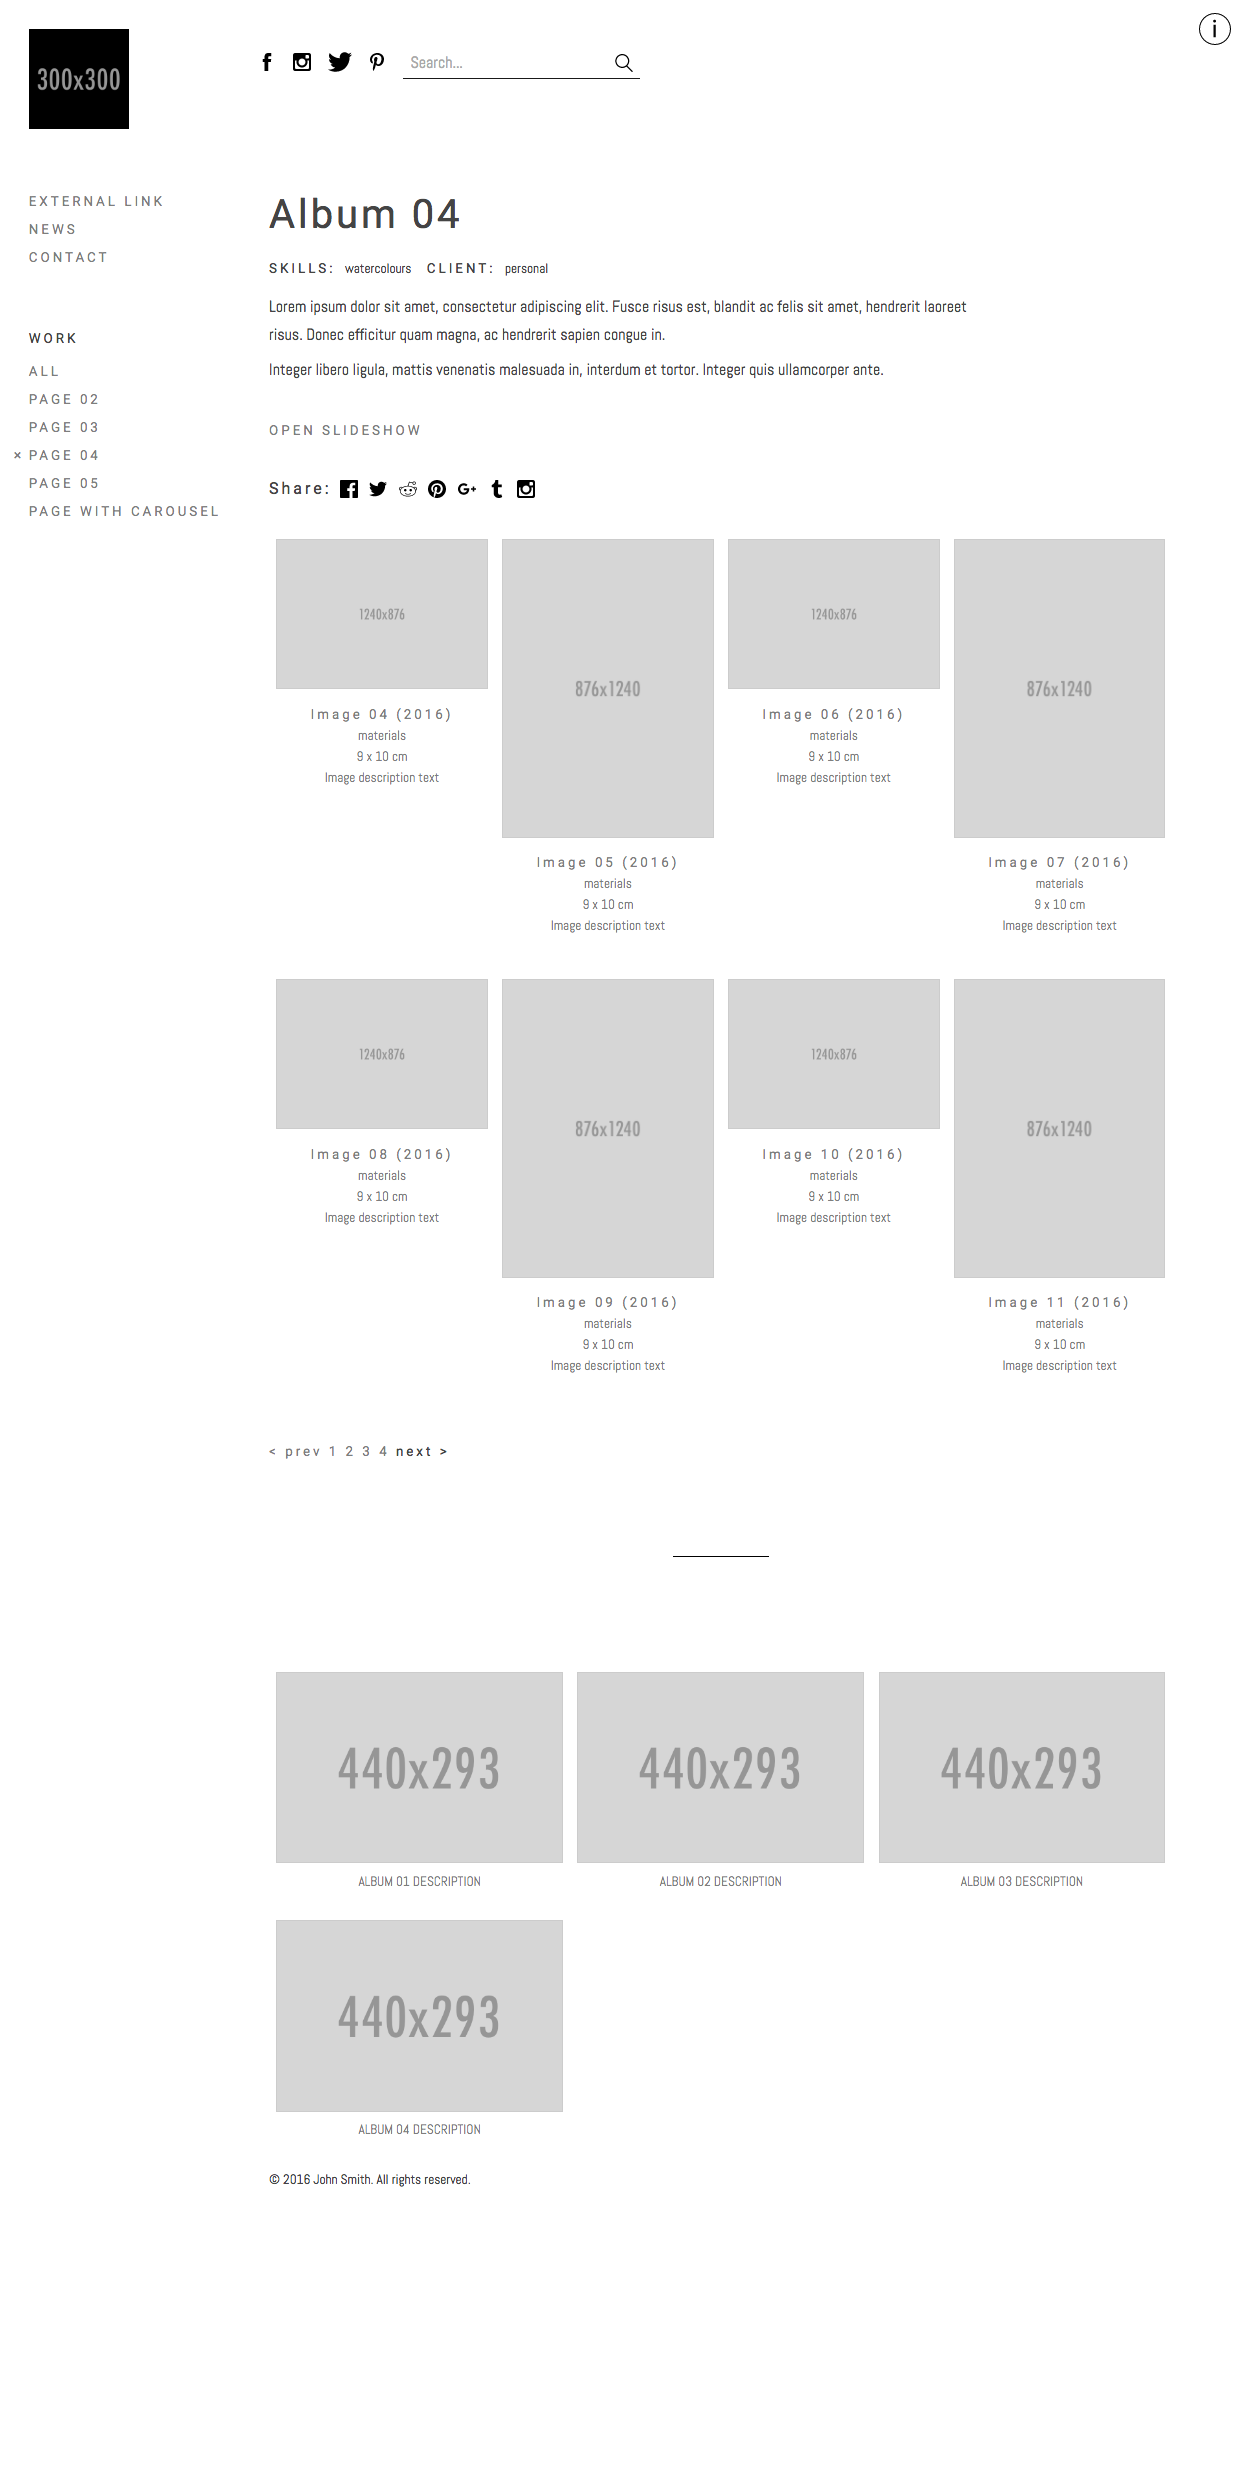 300x300
Search...
i
EXTERNAL LINK
NEWS
CONTACT
WORK
ALL
PAGE 02
PAGE 03
× PAGE 04
PAGE 05
PAGE WITH CAROUSEL
Album 04
SKILLS: watercolours CLIENT: personal
Lorem ipsum dolor sit amet, consectetur adipiscing elit. Fusce risus est, blandit ac felis sit amet, hendrerit laoreet
risus. Donec efficitur quam magna, ac hendrerit sapien congue in.
Integer libero ligula, mattis venenatis malesuada in, interdum et tortor. Integer quis ullamcorper ante.
OPEN SLIDESHOW
Share:
1240x876
Image 04 (2016)
materials
9 x 10 cm
Image description text
876x1240
Image 05 (2016)
materials
9 x 10 cm
Image description text
1240x876
Image 06 (2016)
materials
9 x 10 cm
Image description text
876x1240
Image 07 (2016)
materials
9 x 10 cm
Image description text
1240x876
Image 08 (2016)
materials
9 x 10 cm
Image description text
876x1240
Image 09 (2016)
materials
9 x 10 cm
Image description text
1240x876
Image 10 (2016)
materials
9 x 10 cm
Image description text
876x1240
Image 11 (2016)
materials
9 x 10 cm
Image description text
< prev 1 2 3 4 next >
440x293
ALBUM 01 DESCRIPTION
440x293
ALBUM 02 DESCRIPTION
440x293
ALBUM 03 DESCRIPTION
440x293
ALBUM 04 DESCRIPTION
© 2016 John Smith. All rights reserved.